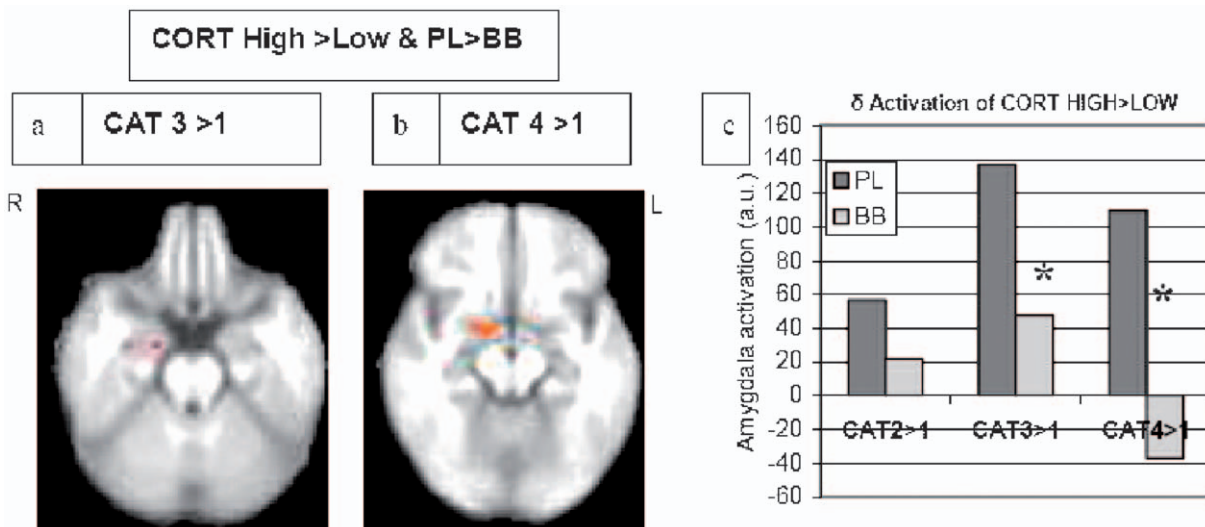 CORT High >Low & PL>BB
a CAT 3 >1
b CAT 4 >1
c
R
L
δ Activation of CORT HIGH>LOW
Amygdala activation (a.u.)
160
140
120
100
80
60
40
20
0
-20
-40
-60
PL
BB
*
*
CAT2>1 CAT3>1 CAT4>1